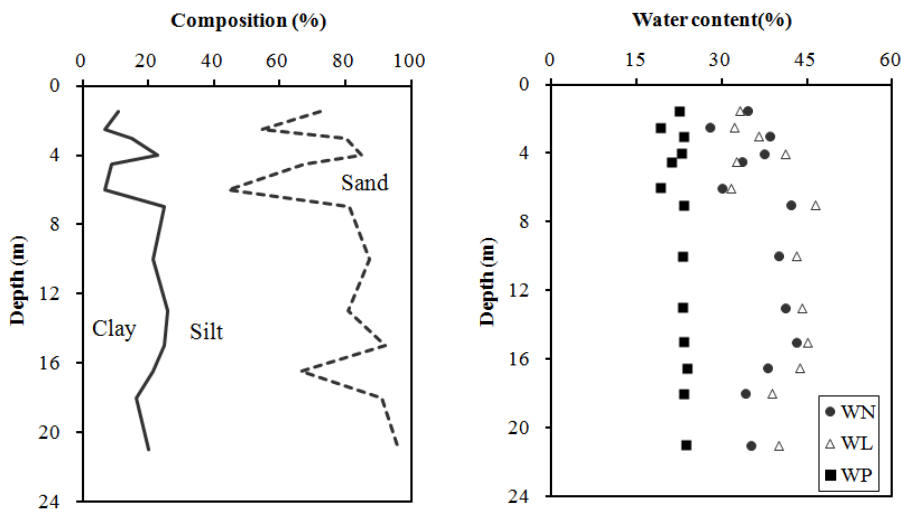 Composition (%)
0 20 40 60 80 100
0
4
8
12
16
20
24
Depth (m)
Sand
Clay
Silt
Water content(%)
0 15 30 45 60
0
4
8
12
16
20
24
Depth (m)
WN
WL
WP